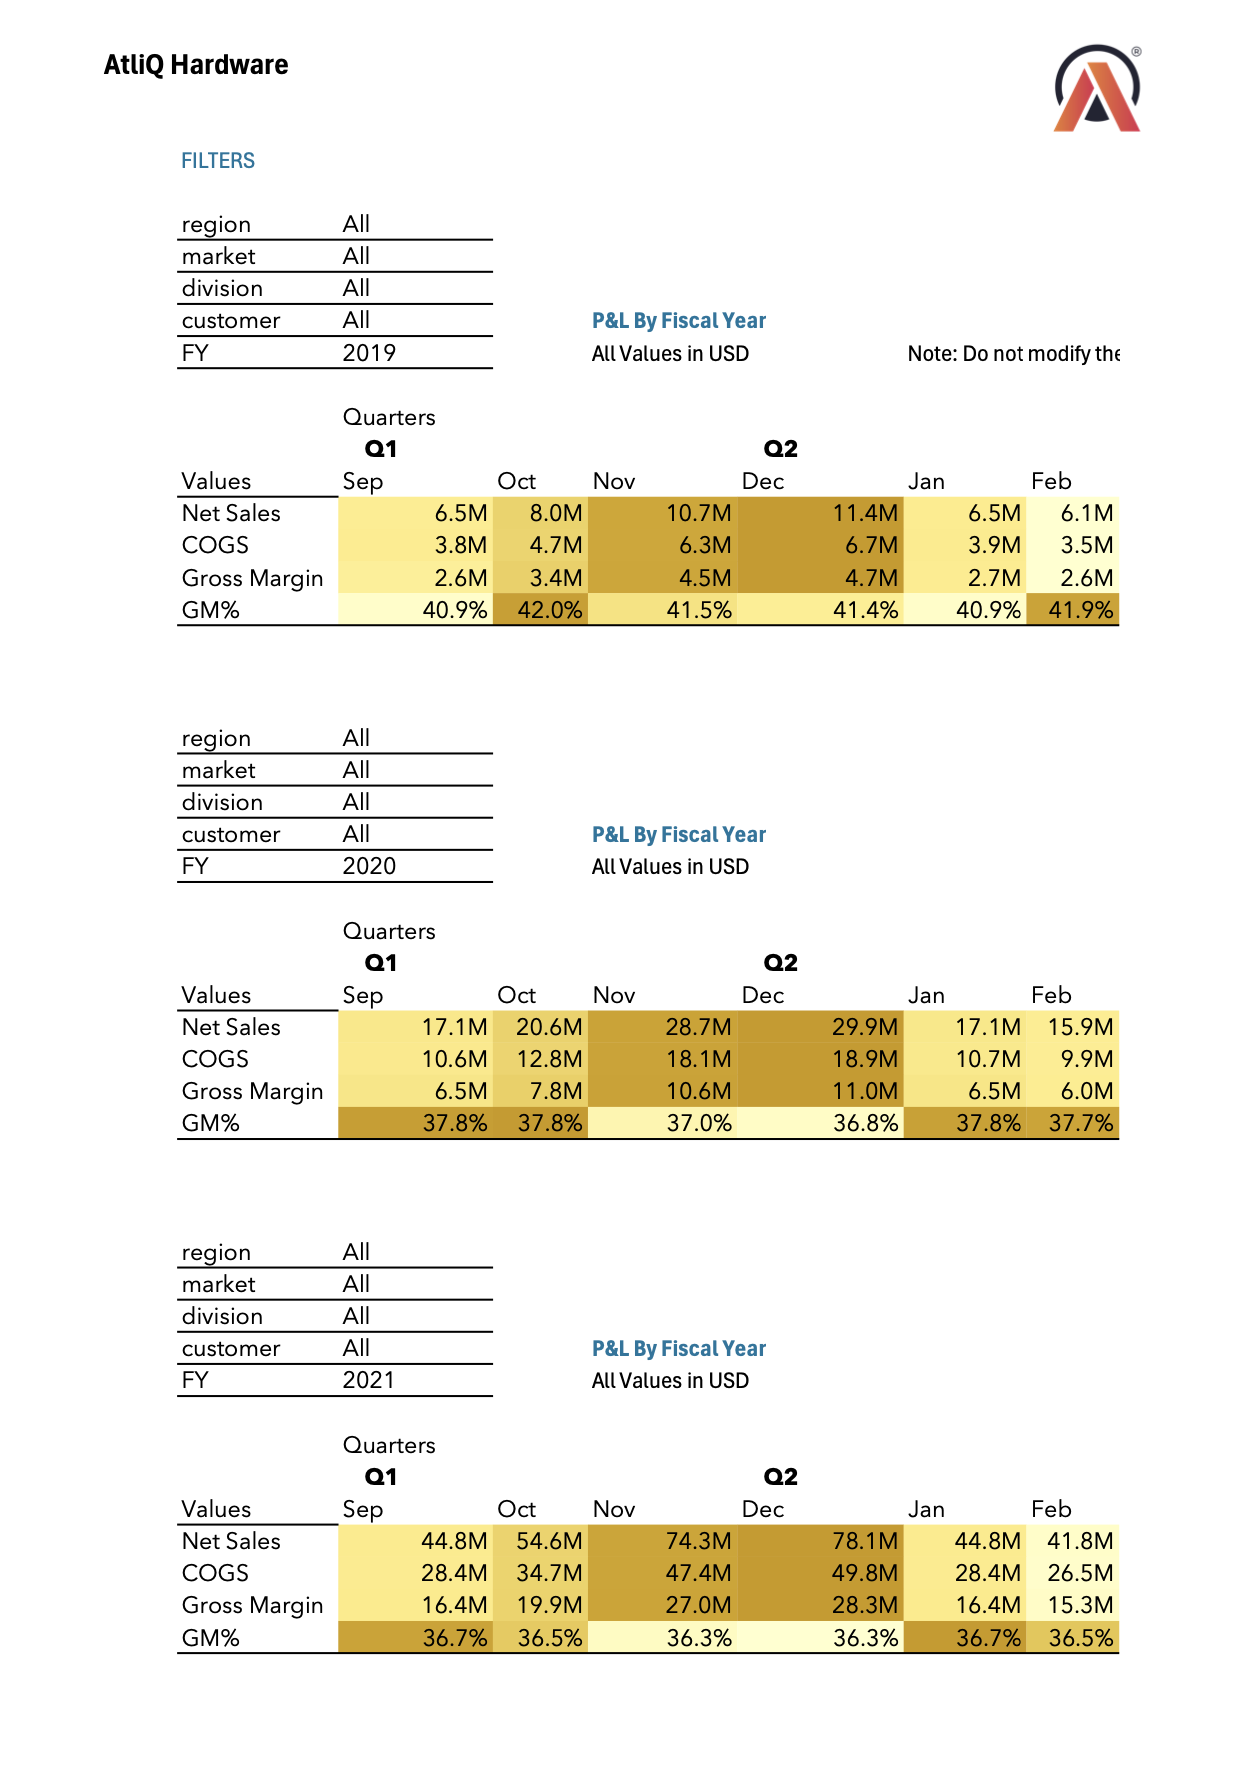 AtliQ Hardware
®
FILTERS
region All
market All
division All
customer All P&L By Fiscal Year
FY 2019 All Values in USD Note: Do not modify the
Quarters
Q1 Q2
Values Sep Oct Nov Dec Jan Feb
Net Sales 6.5M 8.0M 10.7M 11.4M 6.5M 6.1M
COGS 3.8M 4.7M 6.3M 6.7M 3.9M 3.5M
Gross Margin 2.6M 3.4M 4.5M 4.7M 2.7M 2.6M
GM% 40.9% 42.0% 41.5% 41.4% 40.9% 41.9%
region All
market All
division All
customer All P&L By Fiscal Year
FY 2020 All Values in USD
Quarters
Q1 Q2
Values Sep Oct Nov Dec Jan Feb
Net Sales 17.1M 20.6M 28.7M 29.9M 17.1M 15.9M
COGS 10.6M 12.8M 18.1M 18.9M 10.7M 9.9M
Gross Margin 6.5M 7.8M 10.6M 11.0M 6.5M 6.0M
GM% 37.8% 37.8% 37.0% 36.8% 37.8% 37.7%
region All
market All
division All
customer All P&L By Fiscal Year
FY 2021 All Values in USD
Quarters
Q1 Q2
Values Sep Oct Nov Dec Jan Feb
Net Sales 44.8M 54.6M 74.3M 78.1M 44.8M 41.8M
COGS 28.4M 34.7M 47.4M 49.8M 28.4M 26.5M
Gross Margin 16.4M 19.9M 27.0M 28.3M 16.4M 15.3M
GM% 36.7% 36.5% 36.3% 36.3% 36.7% 36.5%